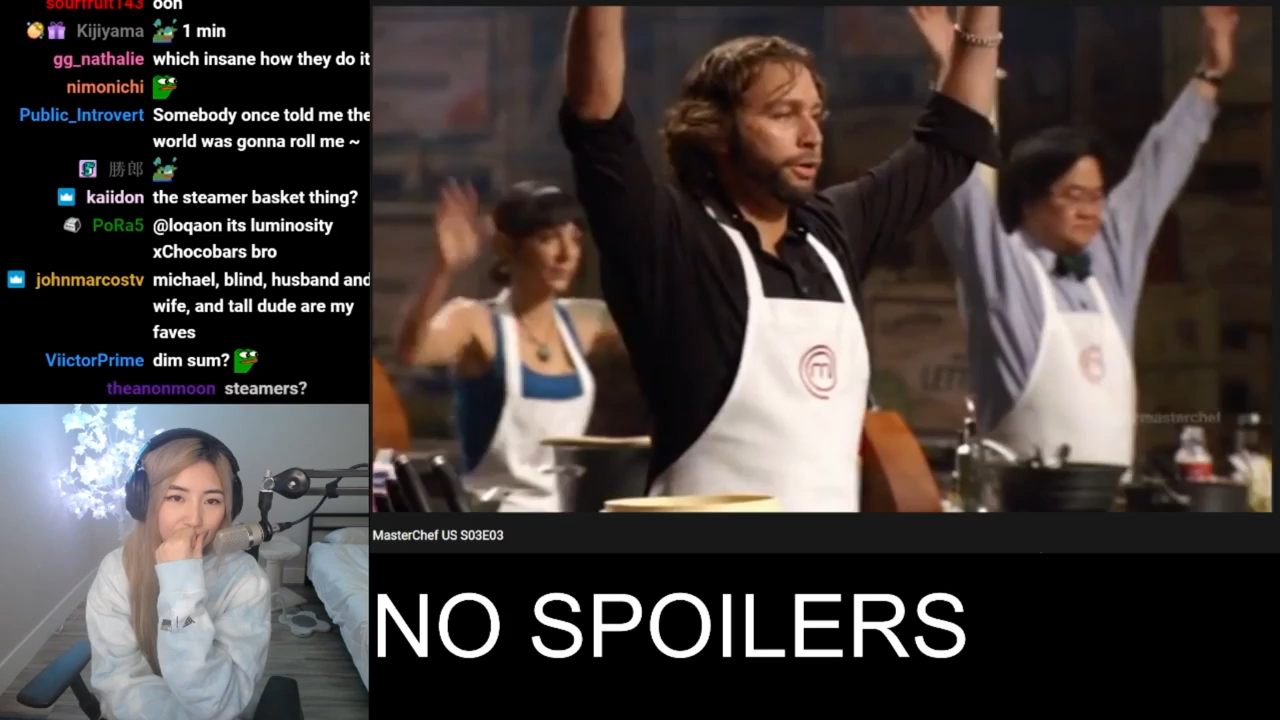 sourfruit143 ooh
Kijiyama 1 min
gg_nathalie which insane how they do it
nimonichi
Public_Introvert Somebody once told me the
world was gonna roll me ~
勝郎
kaiidon the steamer basket thing?
PoRa5 @loqaon its luminosity
xChocobars bro
johnmarcostv michael, blind, husband and
wife, and tall dude are my
faves
ViictorPrime dim sum?
theanonmoon steamers?
masterchef
MasterChef US S03E03
NO SPOILERS